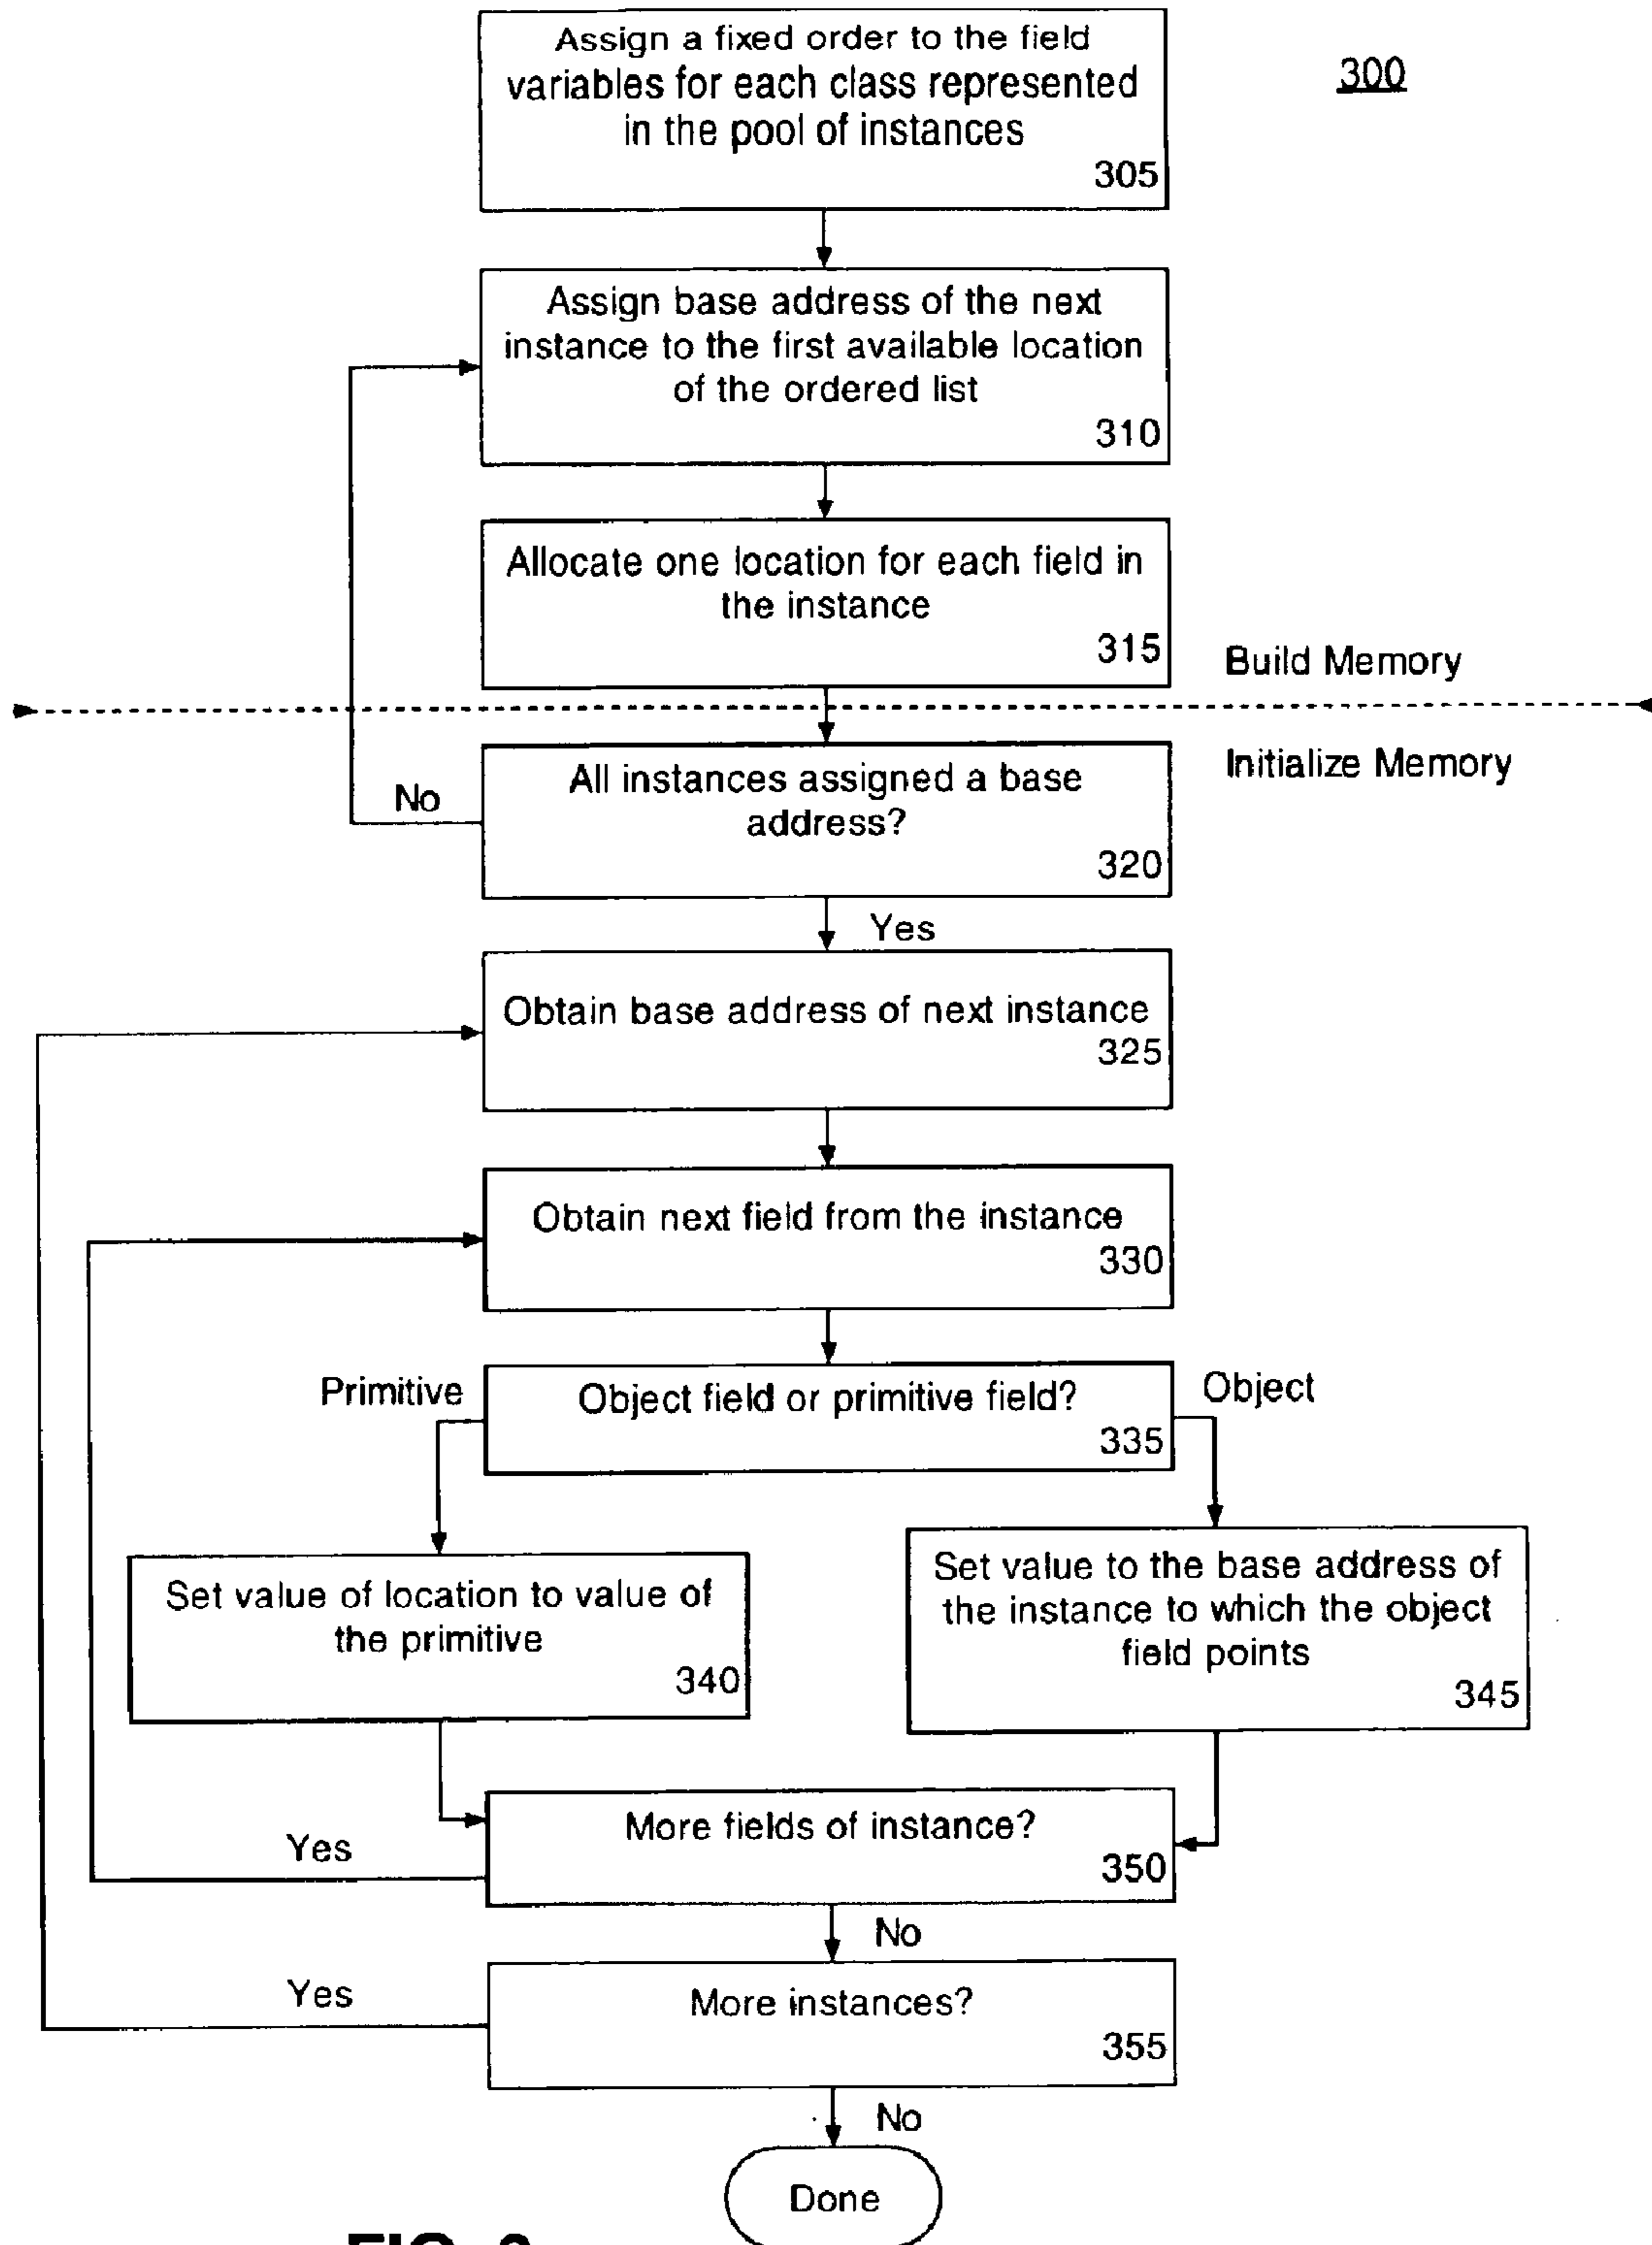 Assign a fixed order to the field
variables for each class represented
in the pool of instances
305
300
Assign base address of the next
instance to the first available location
of the ordered list
310
Allocate one location for each field in
the instance
315
Build Memory
Initialize Memory
All instances assigned a base
address?
320
No
Yes
Obtain base address of next instance
325
Obtain next field from the instance
330
Primitive
Object field or primitive field?
335
Object
Set value of location to value of
the primitive
340
Set value to the base address of
the instance to which the object
field points
345
More fields of instance?
350
Yes
No
More instances?
355
Yes
No
Done